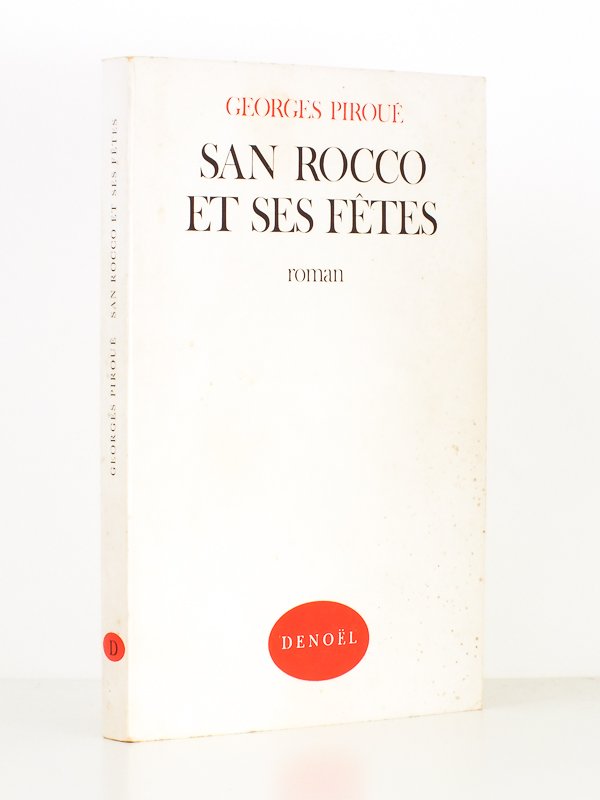 GEORGES PIROUÉ
SAN ROCCO
ET SES FÊTES
roman
DENOËL
GEORGES PIROUÉ SAN ROCCO ET SES FÊTES
D